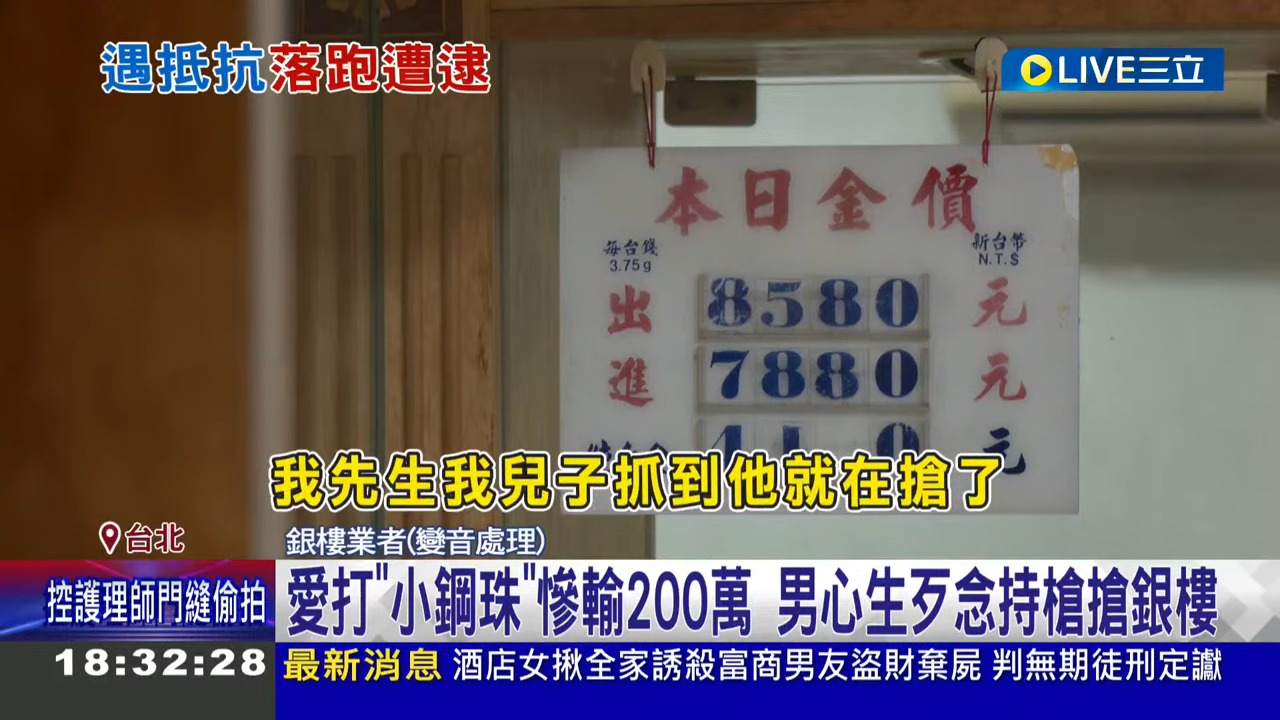 遇抵抗落跑遭逮
LIVE三立
本日金價
每台錢
3.75g
新台幣
N.T.$
出 8580 元
進 7880 元
元
我先生我兒子抓到他就在搶了
台北
銀樓業者(變音處理)
控護理師門縫偷拍
愛打"小鋼珠"慘輸200萬 男心生歹念持槍搶銀樓
18:32:28
最新消息 酒店女揪全家誘殺富商男友盜財棄屍 判無期徒刑定讞